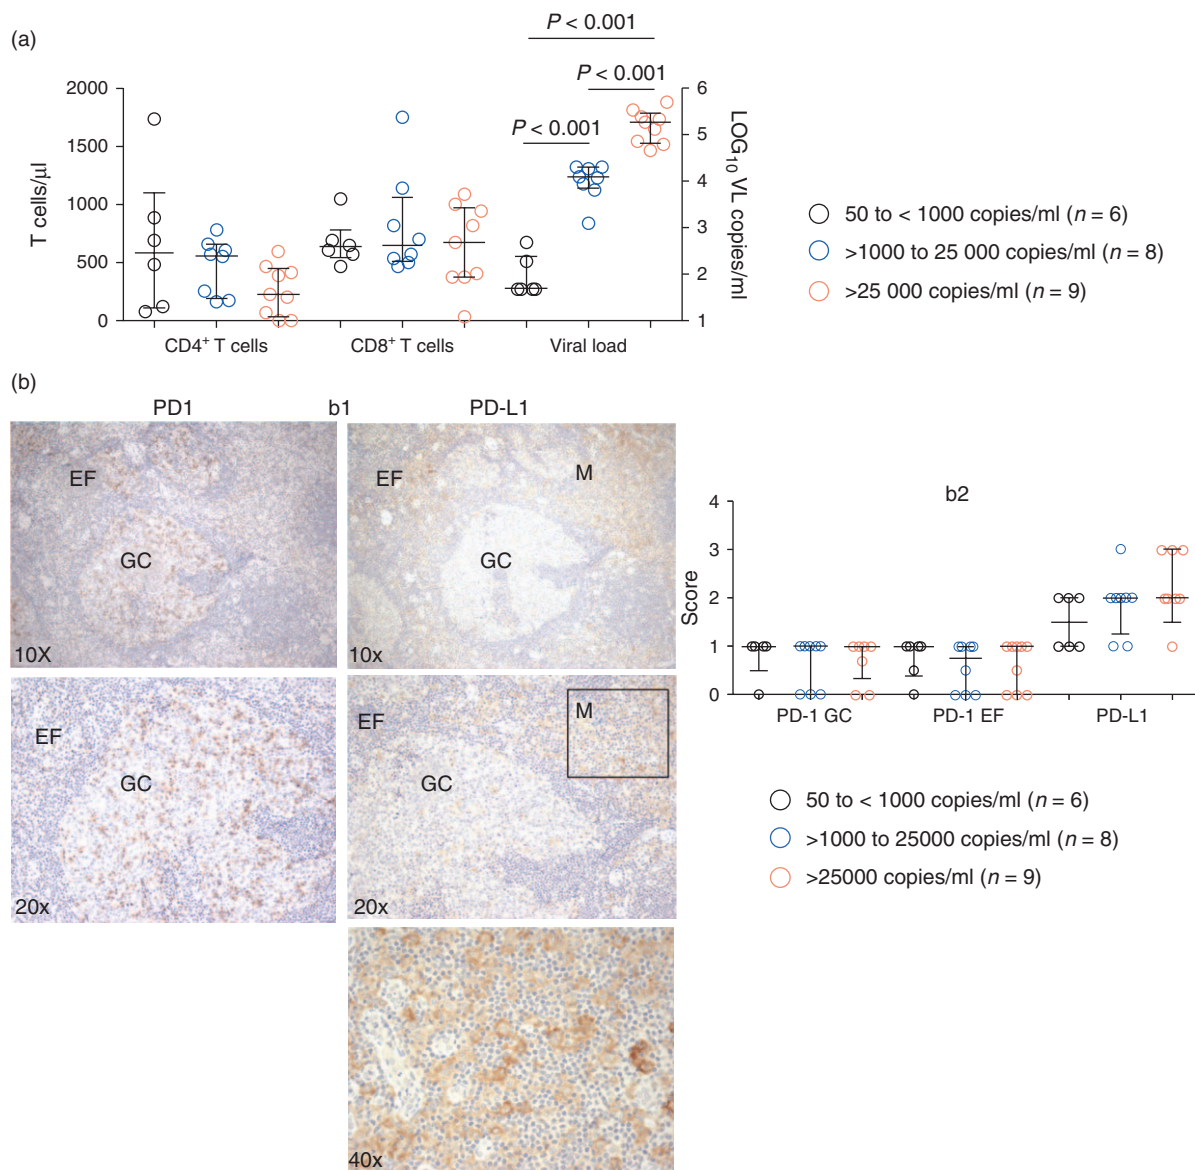 (a)
P < 0.001
P < 0.001
P < 0.001
2000
1500
1000
500
0
T cells/µl
6
5
4
3
2
1
LOG10 VL copies/ml
CD4+ T cells
CD8+ T cells
Viral load
50 to < 1000 copies/ml (n = 6)
>1000 to 25 000 copies/ml (n = 8)
>25 000 copies/ml (n = 9)
(b)
PD1
b1
PD-L1
EF
GC
10X
EF
M
GC
10x
EF
GC
20x
EF
M
GC
20x
40x
b2
4
3
2
1
0
Score
PD-1 GC
PD-1 EF
PD-L1
50 to < 1000 copies/ml (n = 6)
>1000 to 25000 copies/ml (n = 8)
>25000 copies/ml (n = 9)